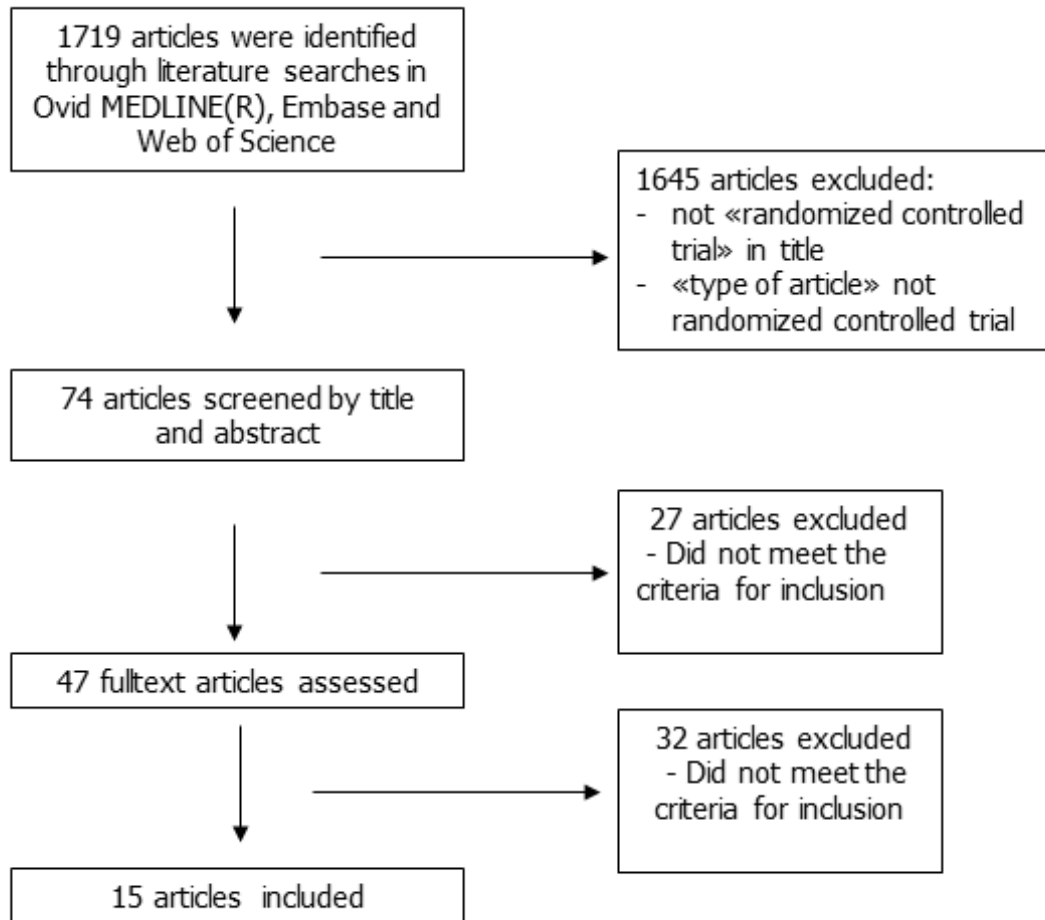 1719 articles were identified
through literature searches in
Ovid MEDLINE(R), Embase and
Web of Science
1645 articles excluded:
- not «randomized controlled
trial» in title
- «type of article» not
randomized controlled trial
74 articles screened by title
and abstract
27 articles excluded
- Did not meet the
criteria for inclusion
47 fulltext articles assessed
32 articles excluded
- Did not meet the
criteria for inclusion
15 articles included